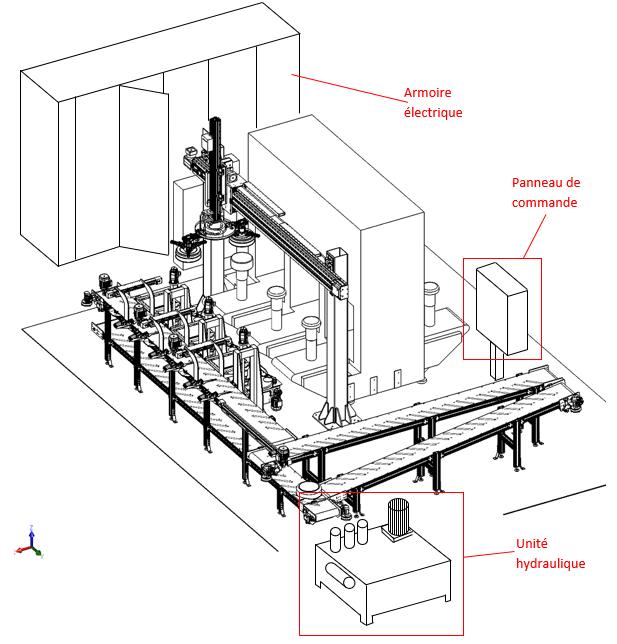 Armoire
électrique
Panneau de
commande
Unité
hydraulique